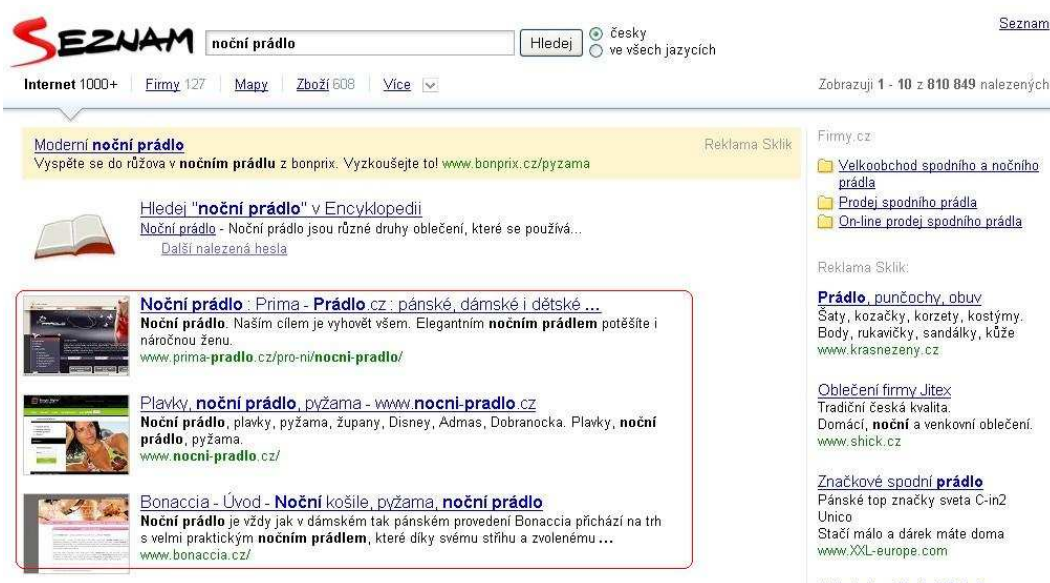 Seznam
SEZNAM
noční prádlo
Hledej
česky
ve všech jazycích
Internet 1000+ Firmy 127 Mapy Zboží 608 Více
Zobrazuji 1 - 10 z 810 849 nalezených
Moderní noční prádlo
Reklama Sklik
Vyspěte se do růžova v nočním prádlu z bonprix. Vyzkoušejte to! www.bonprix.cz/pyzama
Hledej "noční prádlo" v Encyklopedii
Noční prádlo - Noční prádlo jsou různé druhy oblečení, které se používá...
Další nalezená hesla
Noční prádlo : Prima - Prádlo.cz : pánské, dámské i dětské ...
Noční prádlo. Naším cílem je vyhovět všem. Elegantním nočním prádlem potěšíte i
náročnou ženu.
www.prima-pradlo.cz/pro-ni/nocni-pradlo/
Plavky, noční prádlo, pyžama - www.nocni-pradlo.cz
Noční prádlo, plavky, pyžama, župany, Disney, Admas, Dobranocka. Plavky, noční
prádlo, pyžama.
www.nocni-pradlo.cz/
Bonaccia - Úvod - Noční košile, pyžama, noční prádlo
Noční prádlo je vždy jak v dámském tak pánském provedení Bonaccia přichází na trh
s velmi praktickým nočním prádlem, které díky svému střihu a zvolenému ...
www.bonaccia.cz/
Firmy.cz
Velkoobchod spodního a nočního
prádla
Prodej spodního prádla
On-line prodej spodního prádla
Reklama Sklik:
Prádlo, punčochy, obuv
Šaty, kozačky, korzety, kostýmy.
Body, rukavičky, sandálky, kůže
www.krasnezeny.cz
Oblečení firmy Jitex
Tradiční česká kvalita.
Domácí, noční a venkovní oblečení.
www.shick.cz
Značkové spodní prádlo
Pánské top značky sveta C-in2
Unico
Stačí málo a dárek máte doma
www.XXL-europe.com